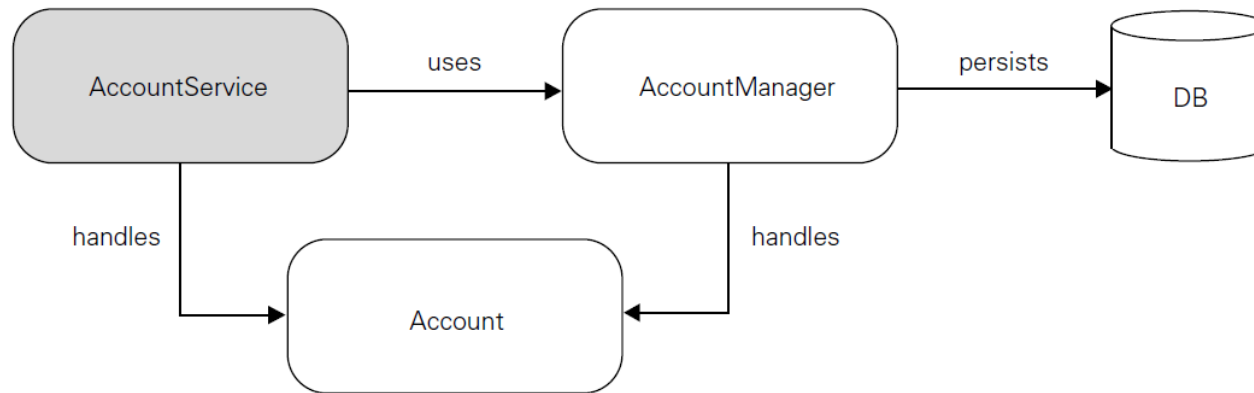 AccountService
uses
AccountManager
persists
DB
handles
handles
Account